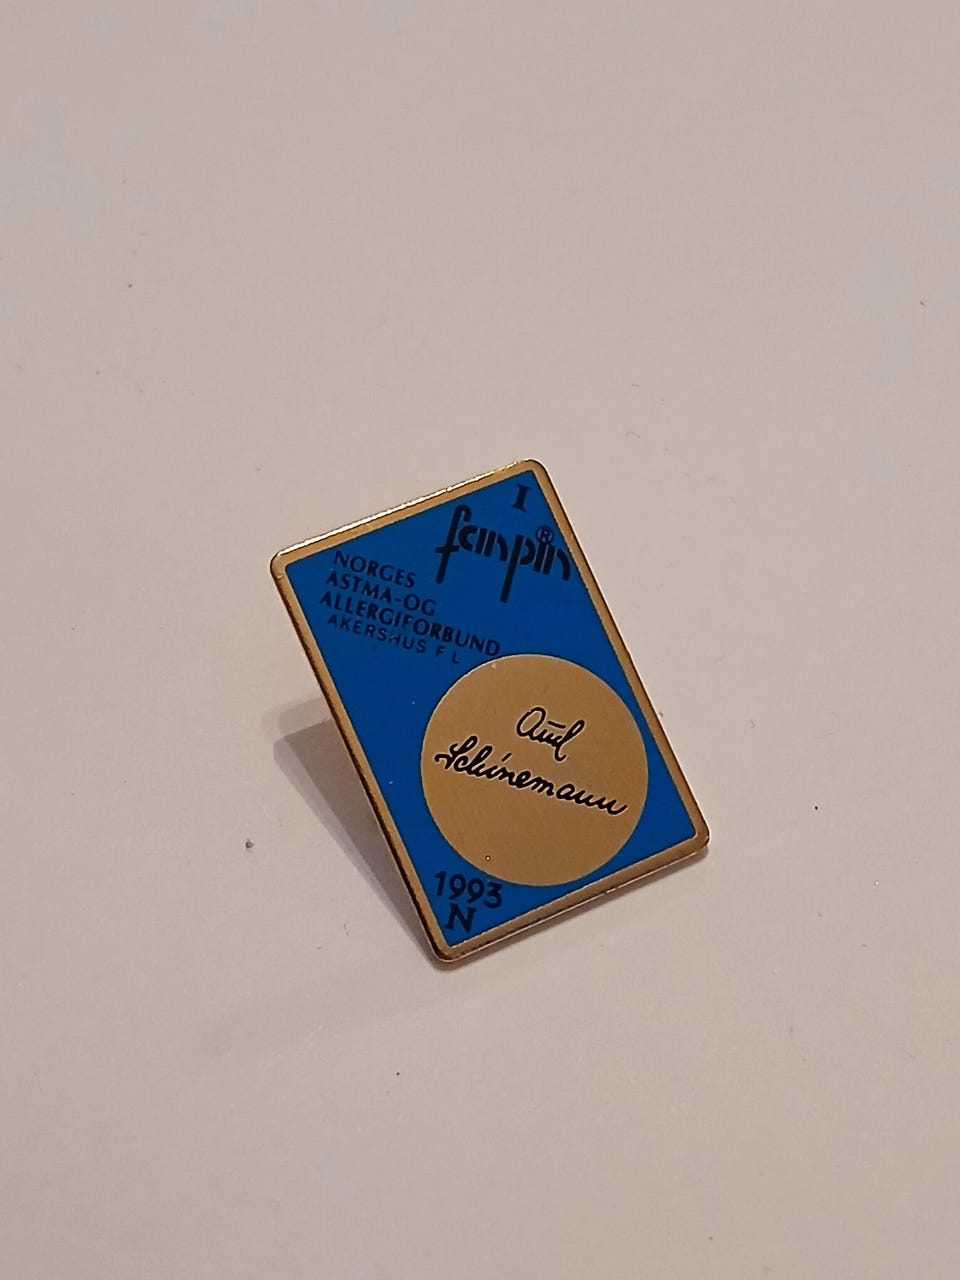 I
fanpin®
NORGES
ASTMA-OG
ALLERGIFORBUND
AKERSHUS F L
Aud
Schünemann
1993
N